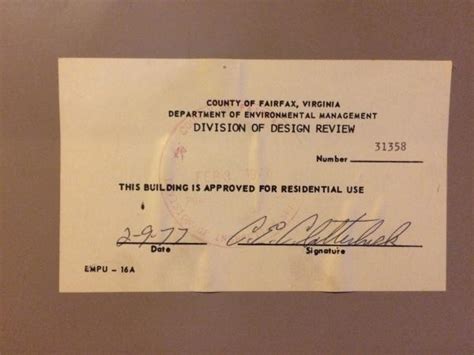 COUNTY OF FAIRFAX, VIRGINIA
DEPARTMENT OF ENVIRONMENTAL MANAGEMENT
DIVISION OF DESIGN REVIEW
Number 31358
THIS BUILDING IS APPROVED FOR RESIDENTIAL USE
2-9-77 C.E. Clatterbuck
Date Signature
EMPU - 16A